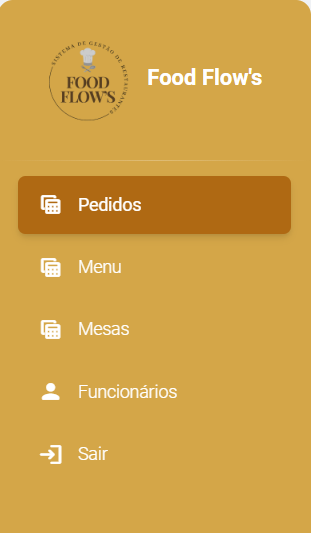 SISTEMA DE GESTÃO DE RESTAURANTES
FOOD
FLOW'S
Food Flow's
Pedidos
Menu
Mesas
Funcionários
Sair